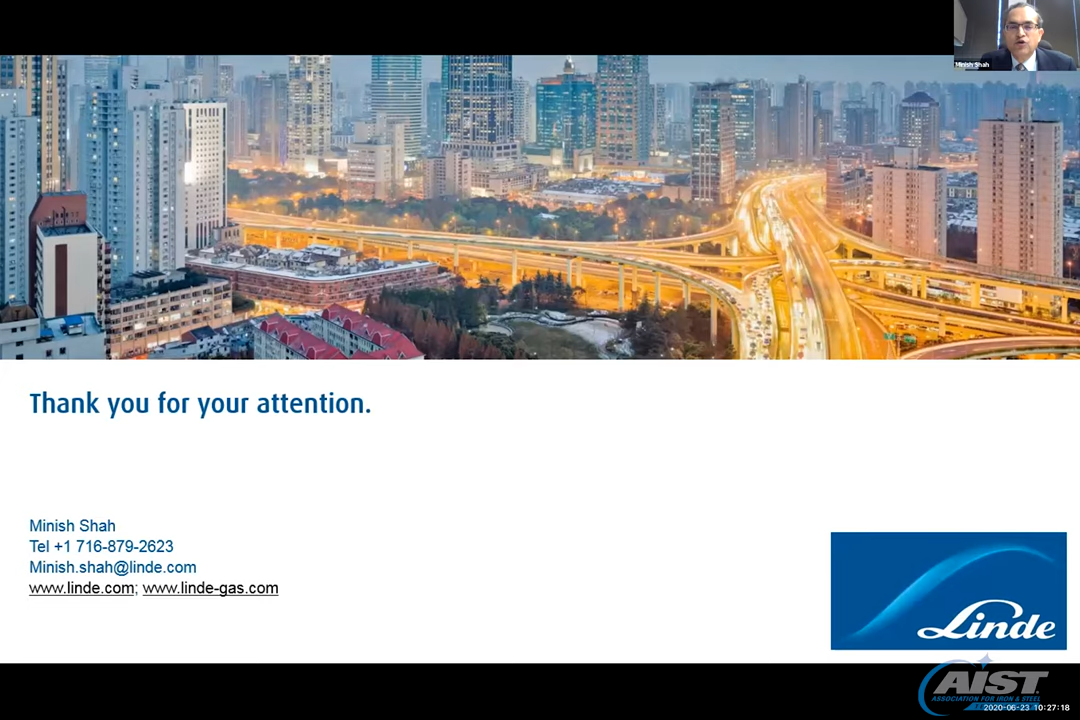 Minish Shah
Thank you for your attention.
Minish Shah
Tel +1 716-879-2623
Minish.shah@linde.com
www.linde.com; www.linde-gas.com
Linde
AIST
ASSOCIATION FOR IRON & STEEL
2020-06-23 10:27:18